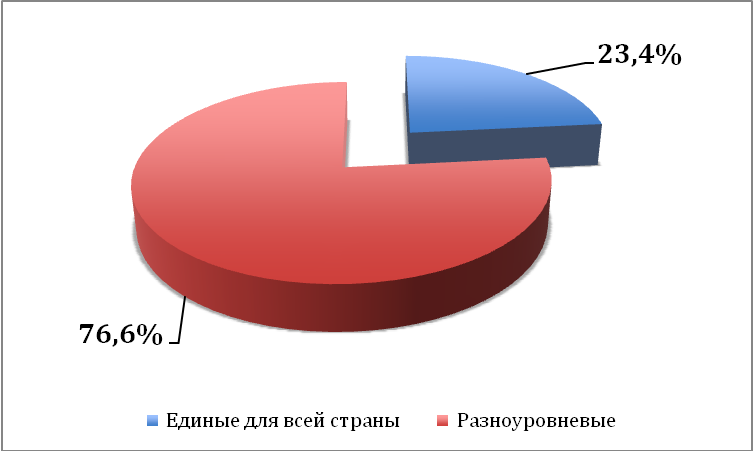 23,4%
76,6%
Единые для всей страны
Разноуровневые